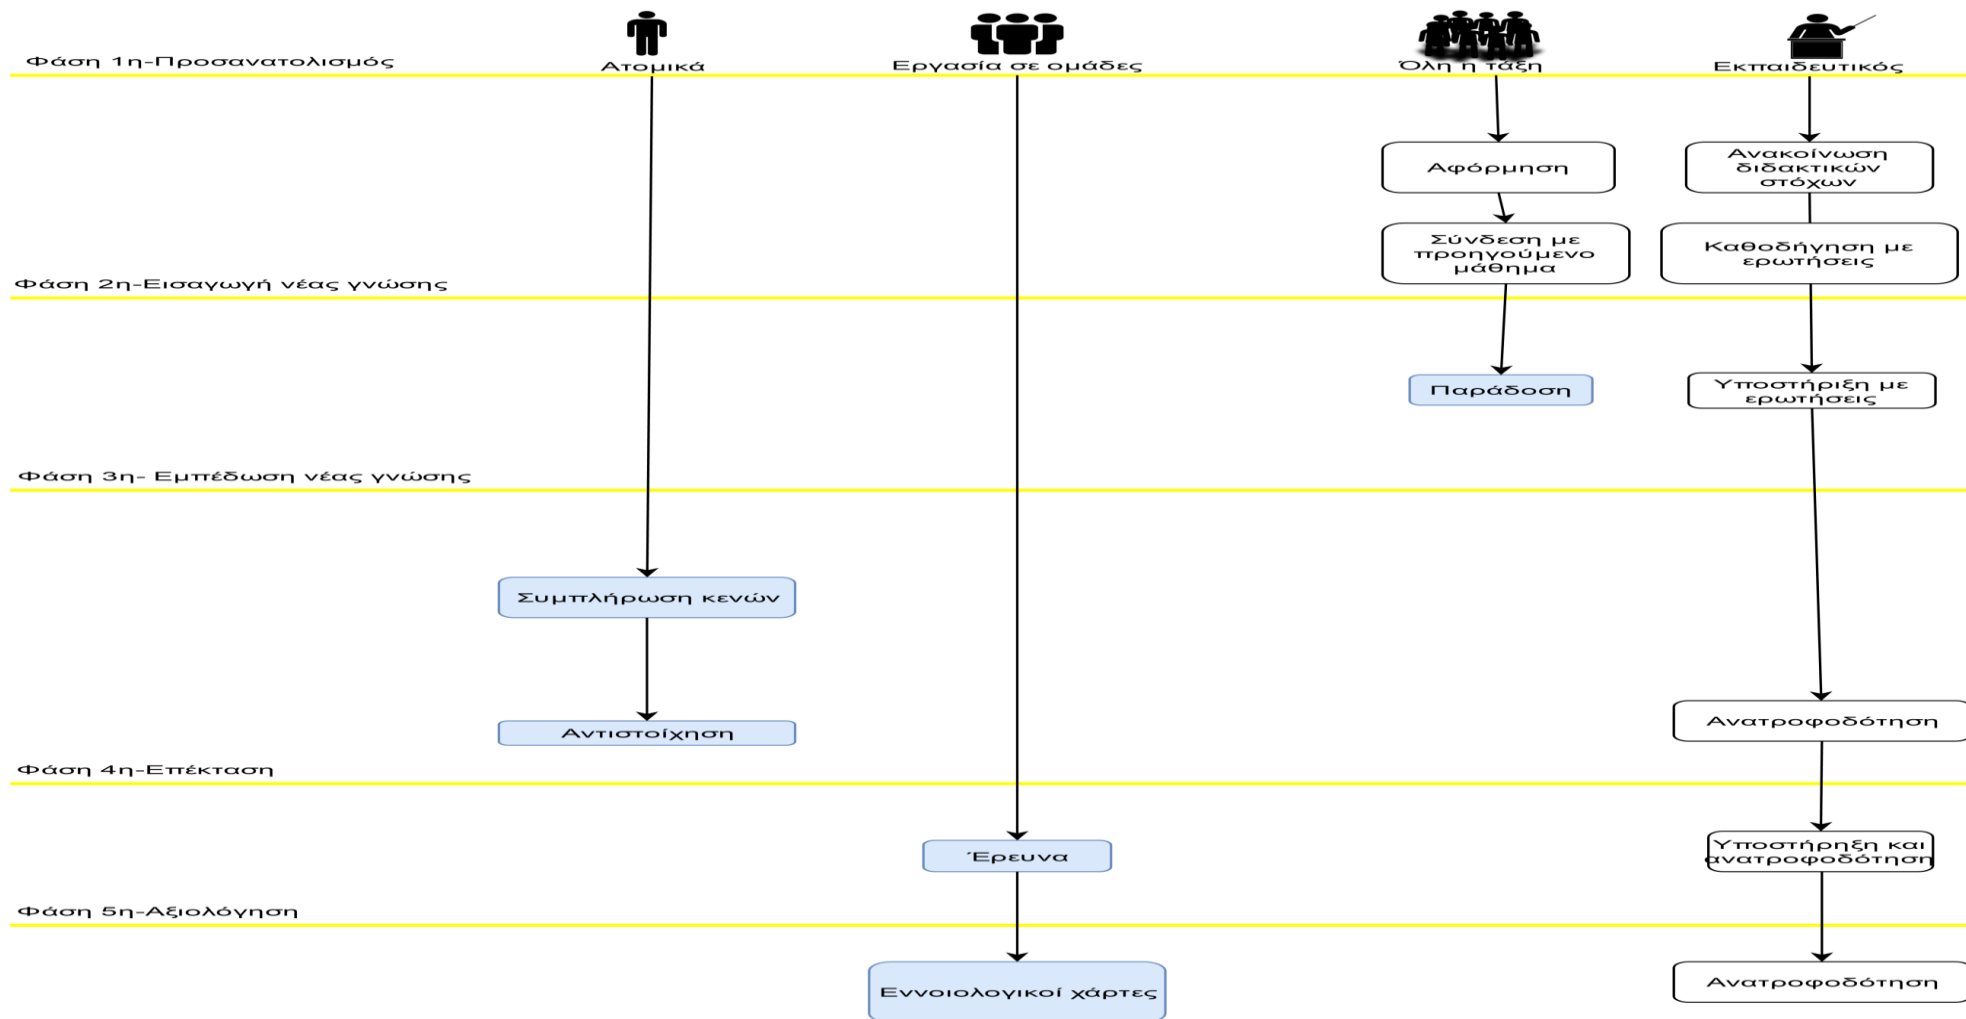 Φάση 1η-Προσανατολισμός
Ατομικά
Εργασία σε ομάδες
Όλη η τάξη
Εκπαιδευτικός
Αφόρμηση
Ανακοίνωση
διδακτικών
στόχων
Σύνδεση με
προηγούμενο
μάθημα
Καθοδήγηση με
ερωτήσεις
Φάση 2η-Εισαγωγή νέας γνώσης
Παράδοση
Υποστήριξη με
ερωτήσεις
Φάση 3η- Εμπέδωση νέας γνώσης
Συμπλήρωση κενών
Αντιστοίχηση
Ανατροφοδότηση
Φάση 4η-Επέκταση
Έρευνα
Υποστήρηξη και
ανατροφοδότηση
Φάση 5η-Αξιολόγηση
Εννοιολογικοί χάρτες
Ανατροφοδότηση